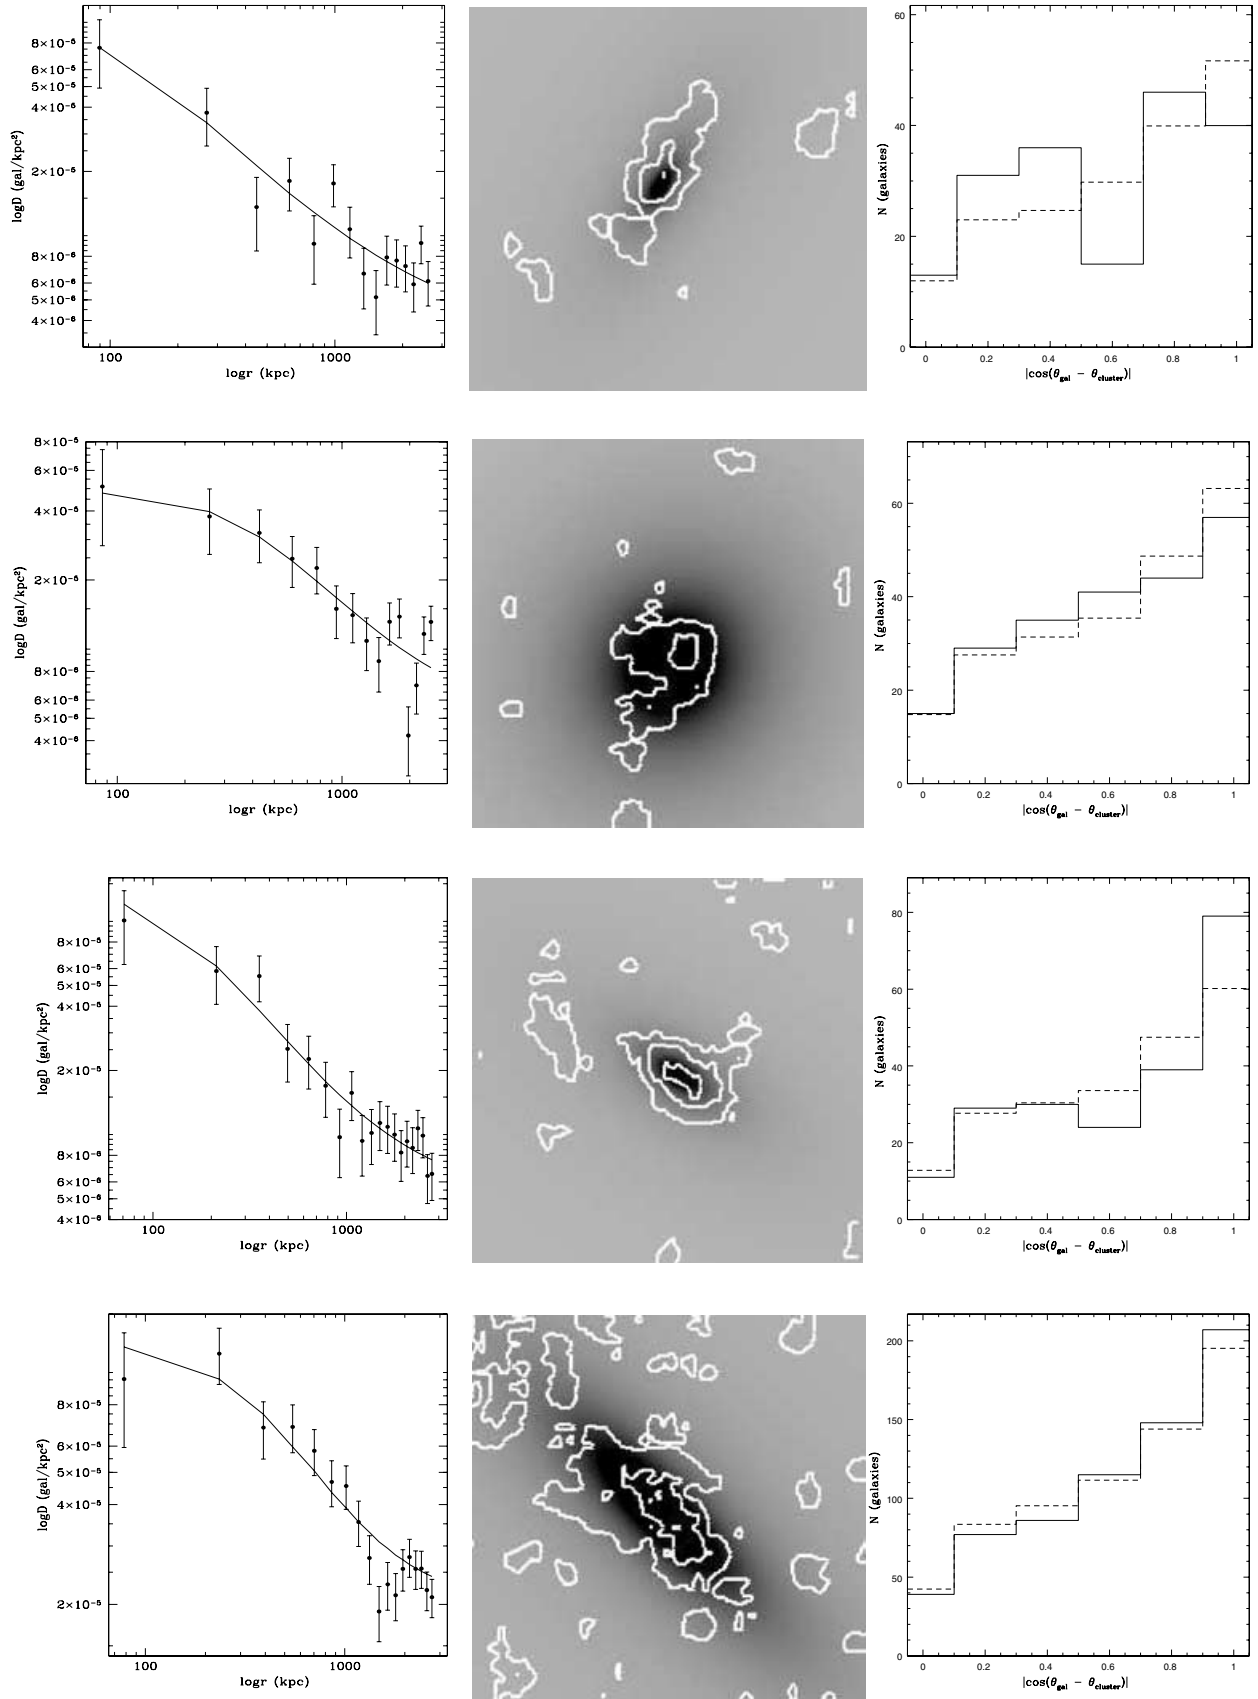 8×10⁻⁵
6×10⁻⁵
5×10⁻⁵
4×10⁻⁵
2×10⁻⁵
8×10⁻⁶
6×10⁻⁶
5×10⁻⁶
4×10⁻⁶
logD (gal/kpc²)
100 1000
logr (kpc)
60
40
20
0
N (galaxies)
0 0.2 0.4 0.6 0.8 1
|cos(θgal − θcluster)|
8×10⁻⁵
6×10⁻⁵
4×10⁻⁵
2×10⁻⁵
8×10⁻⁶
6×10⁻⁶
5×10⁻⁶
4×10⁻⁶
logD (gal/kpc²)
100 1000
logr (kpc)
60
40
20
0
N (galaxies)
0 0.2 0.4 0.6 0.8 1
|cos(θgal − θcluster)|
8×10⁻⁵
6×10⁻⁵
5×10⁻⁵
4×10⁻⁵
2×10⁻⁵
8×10⁻⁶
6×10⁻⁶
5×10⁻⁶
4×10⁻⁶
logD (gal/kpc²)
100 1000
logr (kpc)
80
60
40
20
0
N (galaxies)
0 0.2 0.4 0.6 0.8 1
|cos(θgal − θcluster)|
8×10⁻⁵
6×10⁻⁵
5×10⁻⁵
4×10⁻⁵
2×10⁻⁵
logD (gal/kpc²)
100 1000
logr (kpc)
200
150
100
50
0
N (galaxies)
0 0.2 0.4 0.6 0.8 1
|cos(θgal − θcluster)|